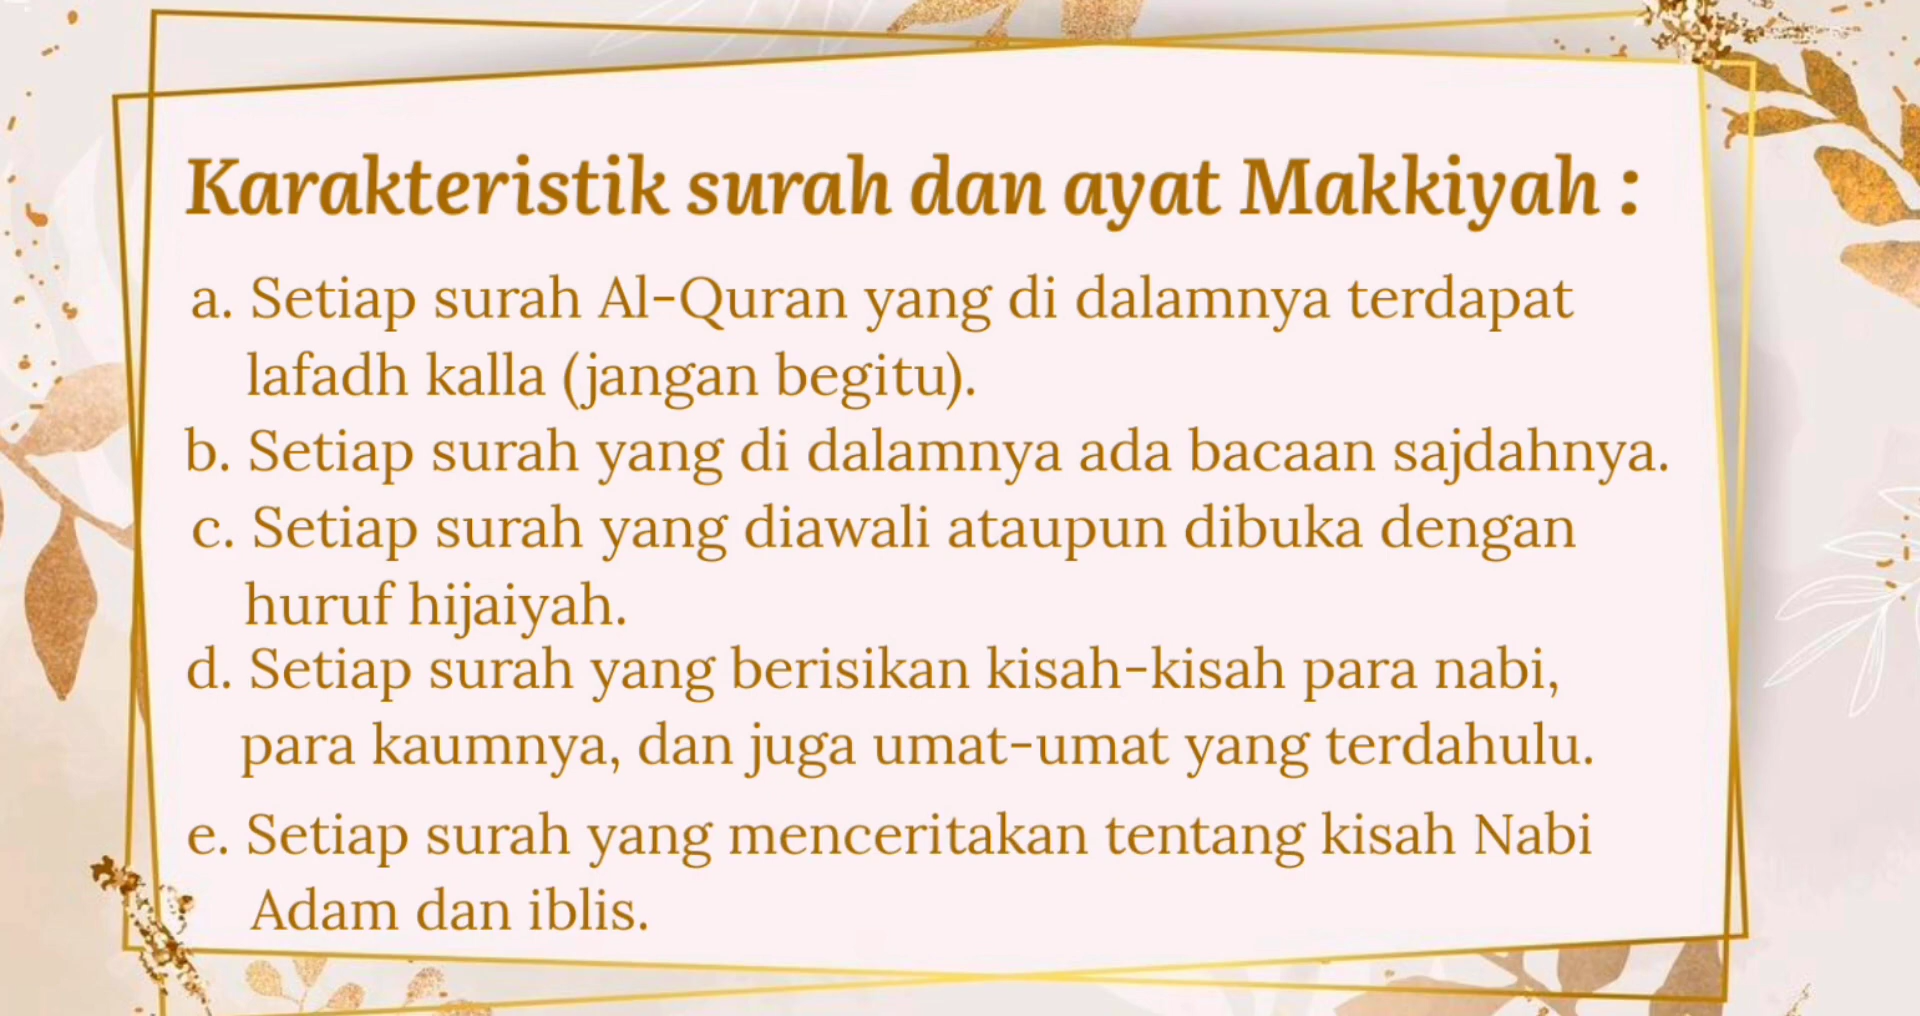 Karakteristik surah dan ayat Makkiyah :
a. Setiap surah Al-Quran yang di dalamnya terdapat
lafadh kalla (jangan begitu).
b. Setiap surah yang di dalamnya ada bacaan sajdahnya.
c. Setiap surah yang diawali ataupun dibuka dengan
huruf hijaiyah.
d. Setiap surah yang berisikan kisah-kisah para nabi,
para kaumnya, dan juga umat-umat yang terdahulu.
e. Setiap surah yang menceritakan tentang kisah Nabi
Adam dan iblis.